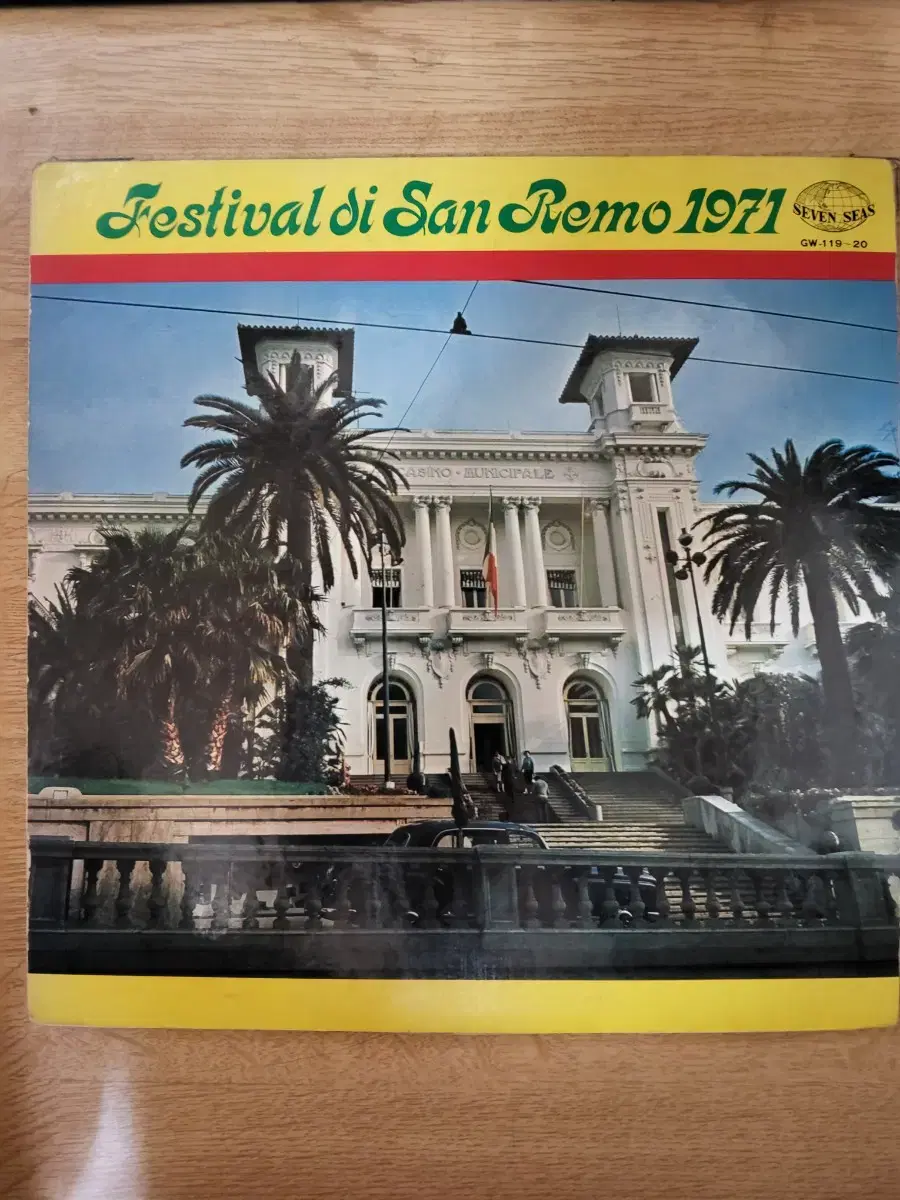 Festival di San Remo 1971
SEVEN SEAS
GW-119~20
CASINO · MUNICIPALE